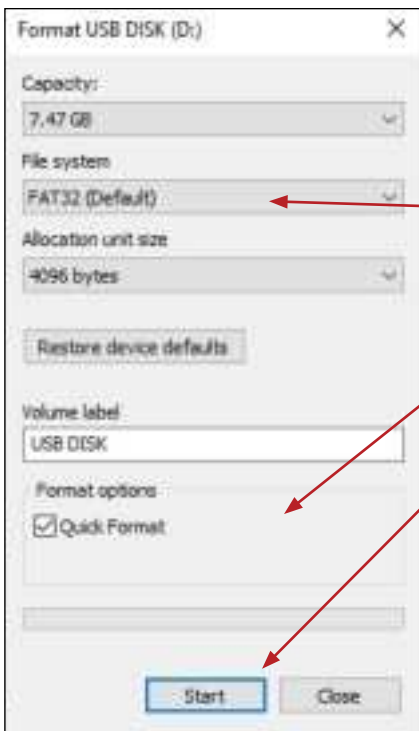 Format USB DISK (D:)
Capacity:
7.47 GB
File system
FAT32 (Default)
Allocation unit size
4096 bytes
Restore device defaults
Volume label
USB DISK
Format options
Quick Format
Start
Close